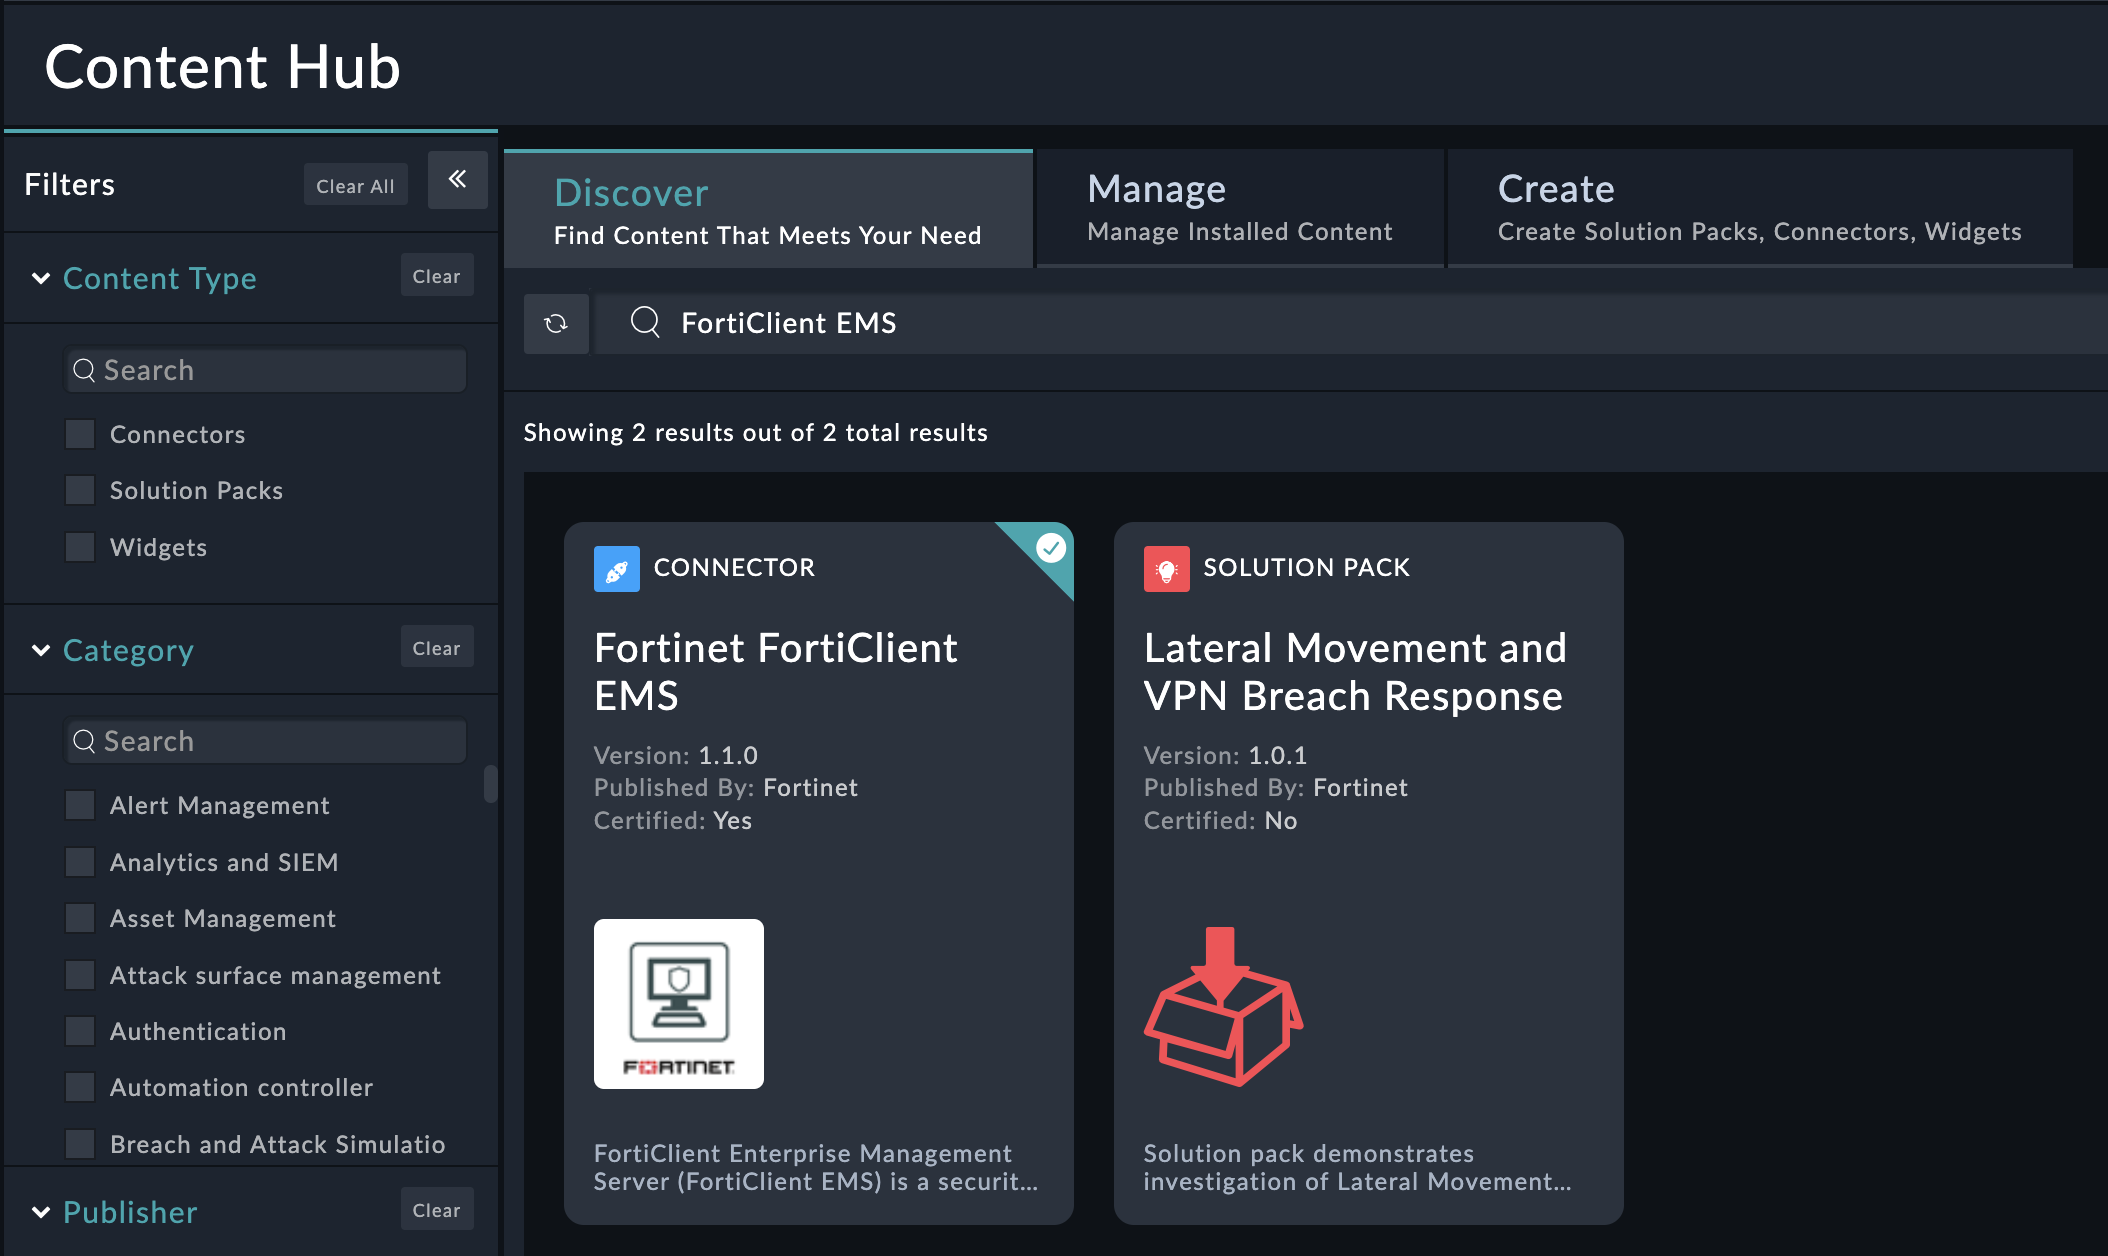 Content Hub
Filters
Clear All
Content Type
Clear
Search
Connectors
Solution Packs
Widgets
Category
Clear
Search
Alert Management
Analytics and SIEM
Asset Management
Attack surface management
Authentication
Automation controller
Breach and Attack Simulatio
Publisher
Clear
Discover
Find Content That Meets Your Need
Manage
Manage Installed Content
Create
Create Solution Packs, Connectors, Widgets
FortiClient EMS
Showing 2 results out of 2 total results
CONNECTOR
Fortinet FortiClient
EMS
Version: 1.1.0
Published By: Fortinet
Certified: Yes
FORTINET
FortiClient Enterprise Management
Server (FortiClient EMS) is a securit...
SOLUTION PACK
Lateral Movement and
VPN Breach Response
Version: 1.0.1
Published By: Fortinet
Certified: No
Solution pack demonstrates
investigation of Lateral Movement...